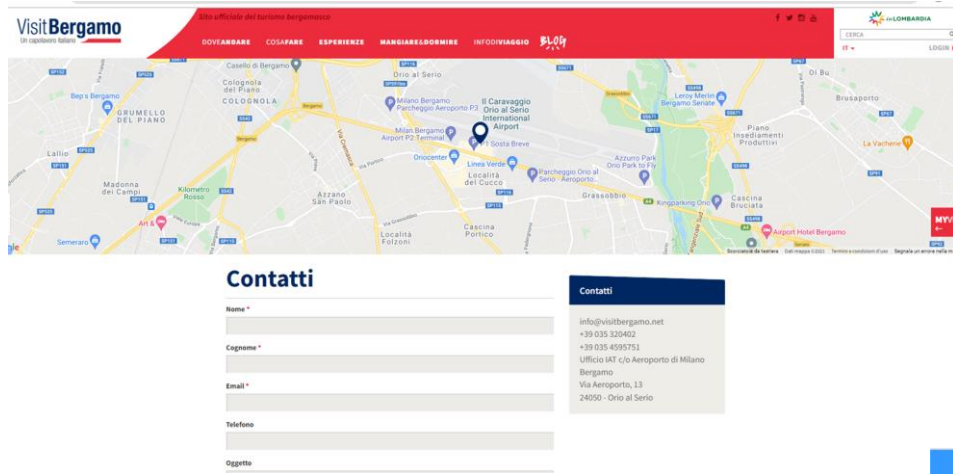 VisitBergamo
Un capolavoro italiano
Sito ufficiale del turismo bergamasco
DOVEANDARE COSAFARE ESPERIENZE MANGIARE&DORMIRE INFODIVIAGGIO BLOG
inLOMBARDIA
CERCA
IT
LOGIN
Casello di Bergamo
Orio al Serio
Colognola
del Piano
COLOGNOLA
Bep's Bergamo
GRUMELLO
DEL PIANO
Milano Bergamo
Parcheggio Aeroporto P3
Il Caravaggio
Orio al Serio
International
Airport
Leroy Merlin
Bergamo Seriate
Brusaporto
Milan Bergamo
Airport P2 Terminal
P1 Sosta Breve
Piano
Insediamenti
Produttivi
La Vacherie
Lallio
Oriocenter
Linea Verde
Località
del Cucco
Parcheggio Orio al
Serio - Aeroporto...
Azzurro Park
Orio Park to Fly
Madonna
dei Campi
Kilometro
Rosso
Azzano
San Paolo
Grassobbio
Kingparking Orio
Cascina
Bruciata
Art &
Località
Folzoni
Cascina
Portico
Airport Hotel Bergamo
Semeraro
MYV
Contatti
Nome *
Cognome *
Email *
Telefono
Oggetto
Contatti
info@visitbergamo.net
+39 035 320402
+39 035 4595751
Ufficio IAT c/o Aeroporto di Milano
Bergamo
Via Aeroporto, 13
24050 - Orio al Serio